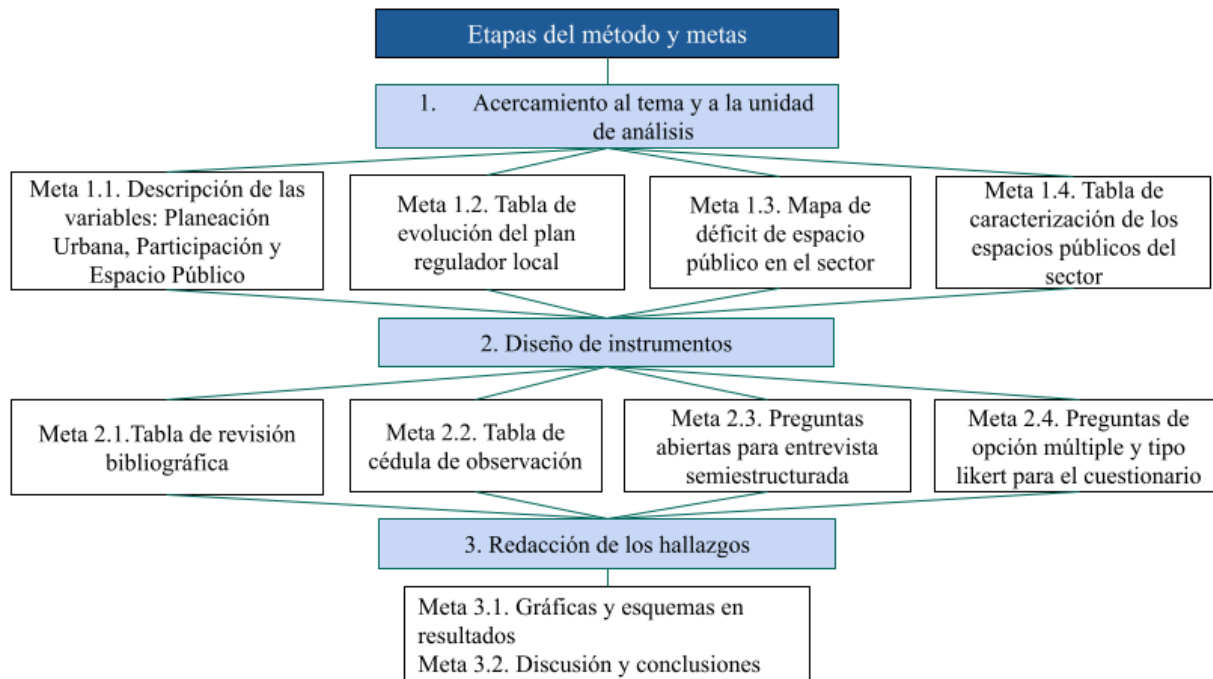 Etapas del método y metas
1. Acercamiento al tema y a la unidad
de análisis
Meta 1.1. Descripción de las
variables: Planeación
Urbana, Participación y
Espacio Público
Meta 1.2. Tabla de
evolución del plan
regulador local
Meta 1.3. Mapa de
déficit de espacio
público en el sector
Meta 1.4. Tabla de
caracterización de los
espacios públicos del
sector
2. Diseño de instrumentos
Meta 2.1.Tabla de revisión
bibliográfica
Meta 2.2. Tabla de
cédula de observación
Meta 2.3. Preguntas
abiertas para entrevista
semiestructurada
Meta 2.4. Preguntas de
opción múltiple y tipo
likert para el cuestionario
3. Redacción de los hallazgos
Meta 3.1. Gráficas y esquemas en
resultados
Meta 3.2. Discusión y conclusiones